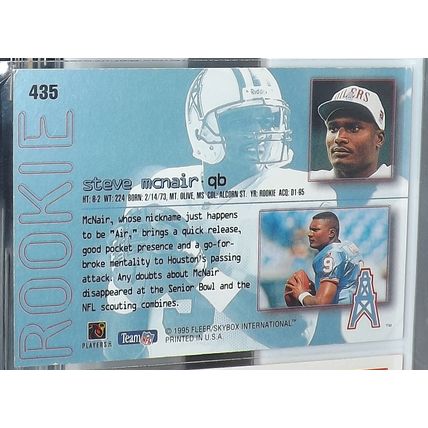 435
ROOKIE
steve mcnair qb
HT: 6-2 WT: 224 BORN: 2/14/73, MT. OLIVE, MS COL: ALCORN ST. YR: ROOKIE ACQ: D1-95
McNair, whose nickname just happens
to be "Air," brings a quick release,
good pocket presence and a go-for-
broke mentality to Houston's passing
attack. Any doubts about McNair
disappeared at the Senior Bowl and the
NFL scouting combines.
PLAYERS
Team NFL
© 1995 FLEER/SKYBOX INTERNATIONAL™
PRINTED IN U.S.A.
OILERS
Riddell
9
TM